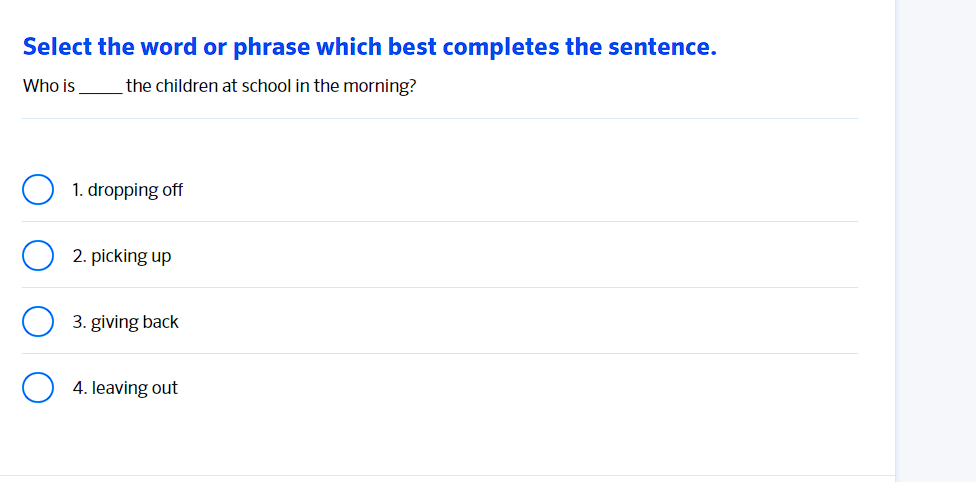 Select the word or phrase which best completes the sentence.
Who is _____ the children at school in the morning?
1. dropping off
2. picking up
3. giving back
4. leaving out